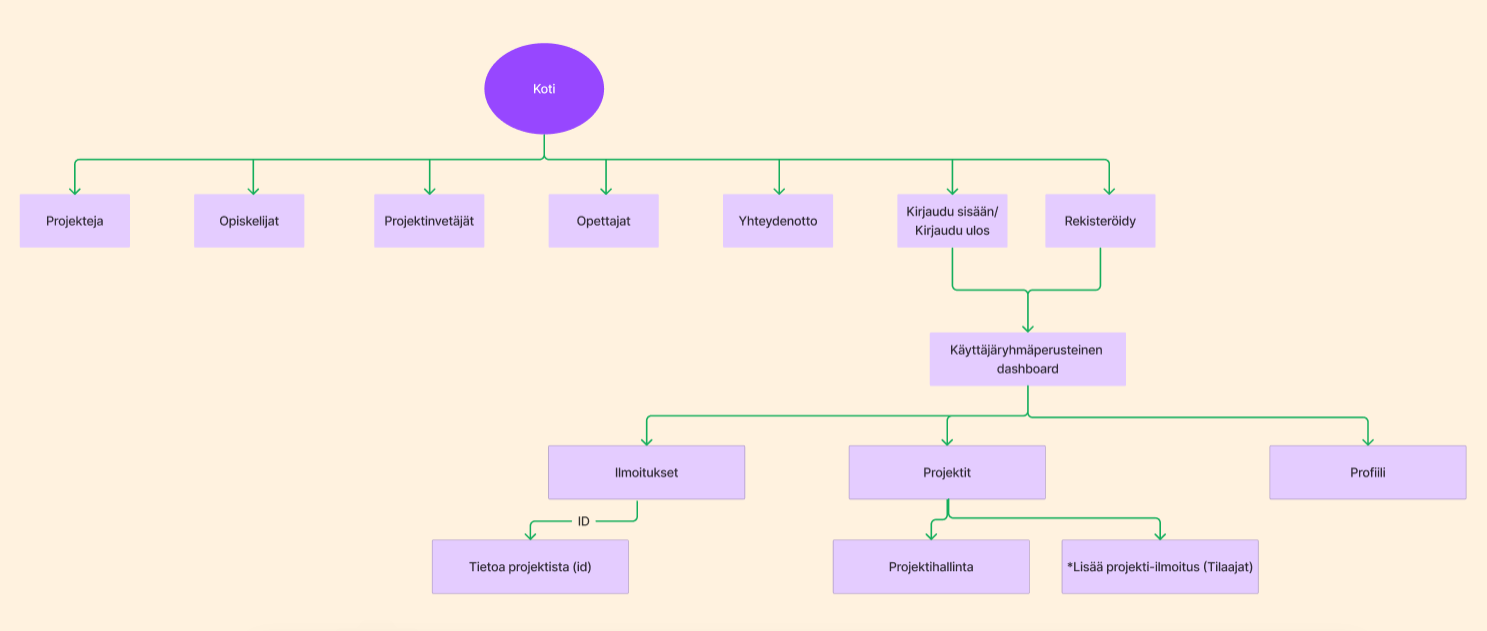 Koti
Projekteja
Opiskelijat
Projektinvetäjät
Opettajat
Yhteydenotto
Kirjaudu sisään/
Kirjaudu ulos
Rekisteröidy
Käyttäjäryhmäperusteinen
dashboard
Ilmoitukset
Projektit
Profiili
ID
Tietoa projektista (id)
Projektihallinta
*Lisää projekti-ilmoitus (Tilaajat)